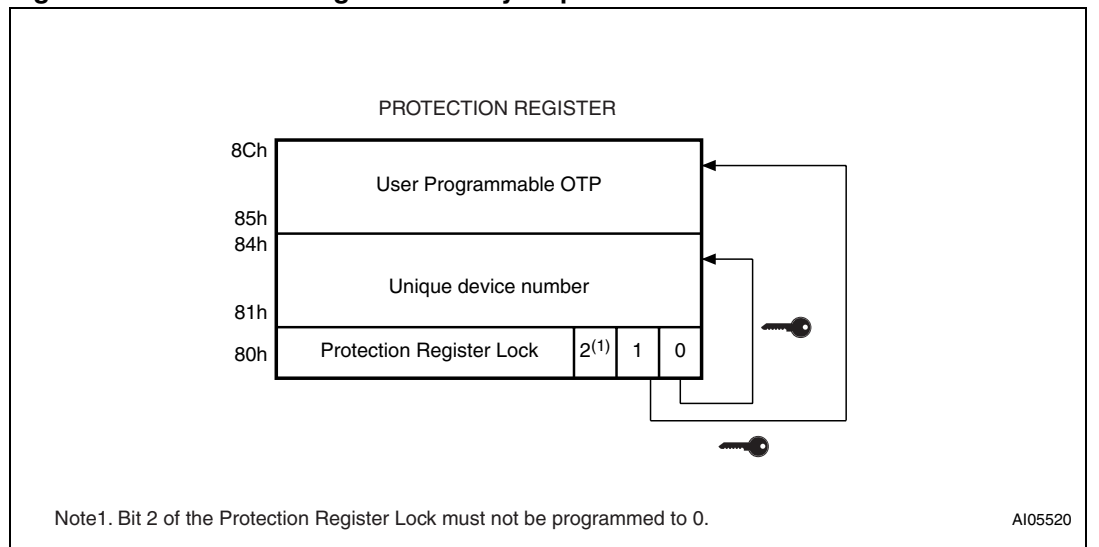 PROTECTION REGISTER
8Ch
User Programmable OTP
85h
84h
Unique device number
81h
80h Protection Register Lock 2(1) 1 0
Note1. Bit 2 of the Protection Register Lock must not be programmed to 0.
AI05520